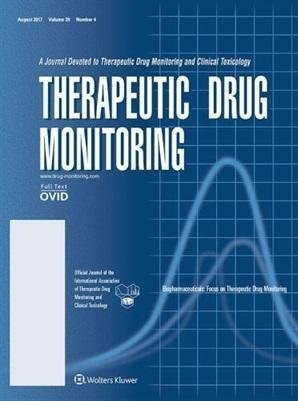 August 2017 Volume 39 Number 4
A Journal Devoted to Therapeutic Drug Monitoring and Clinical Toxicology
THERAPEUTIC DRUG
MONITORING
www.drug-monitoring.com
Full Text
OVID
Official Journal of the
International Association
of Therapeutic Drug
Monitoring and
Clinical Toxicology
Biopharmaceuticals: Focus on Therapeutic Drug Monitoring
Wolters Kluwer